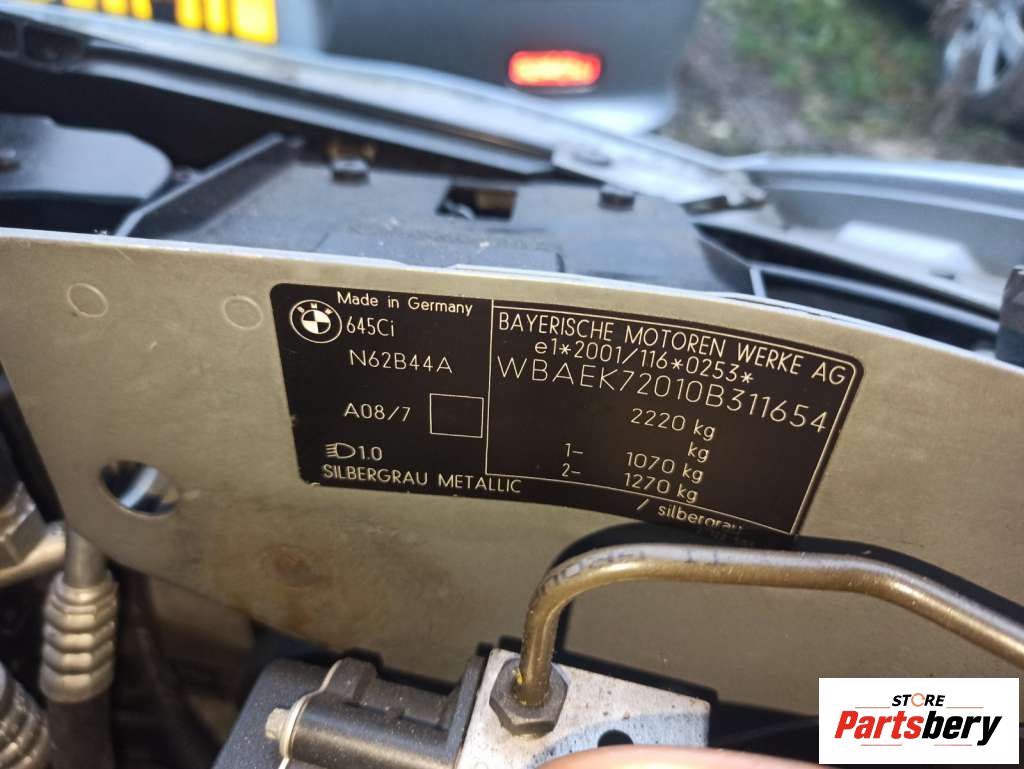 Made in Germany
BMW
645Ci
N62B44A
A08/7
1.0
SILBERGRAU METALLIC
BAYERISCHE MOTOREN WERKE AG
e1*2001/116*0253*
WBAEK72010B311654
2220 kg
kg
1- 1070 kg
2- 1270 kg
/ silbergrau
STORE
Partsbery